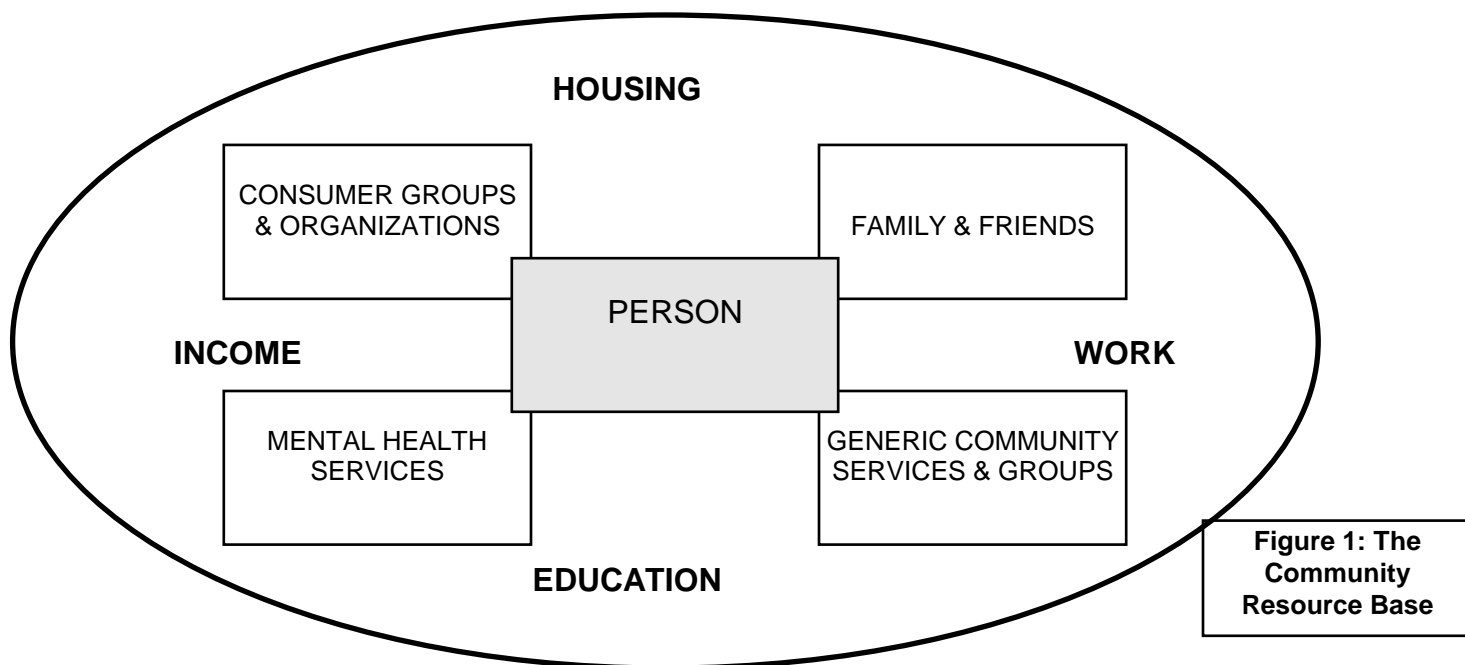 HOUSING
CONSUMER GROUPS
& ORGANIZATIONS
FAMILY & FRIENDS
PERSON
INCOME
WORK
MENTAL HEALTH
SERVICES
GENERIC COMMUNITY
SERVICES & GROUPS
EDUCATION
Figure 1: The
Community
Resource Base